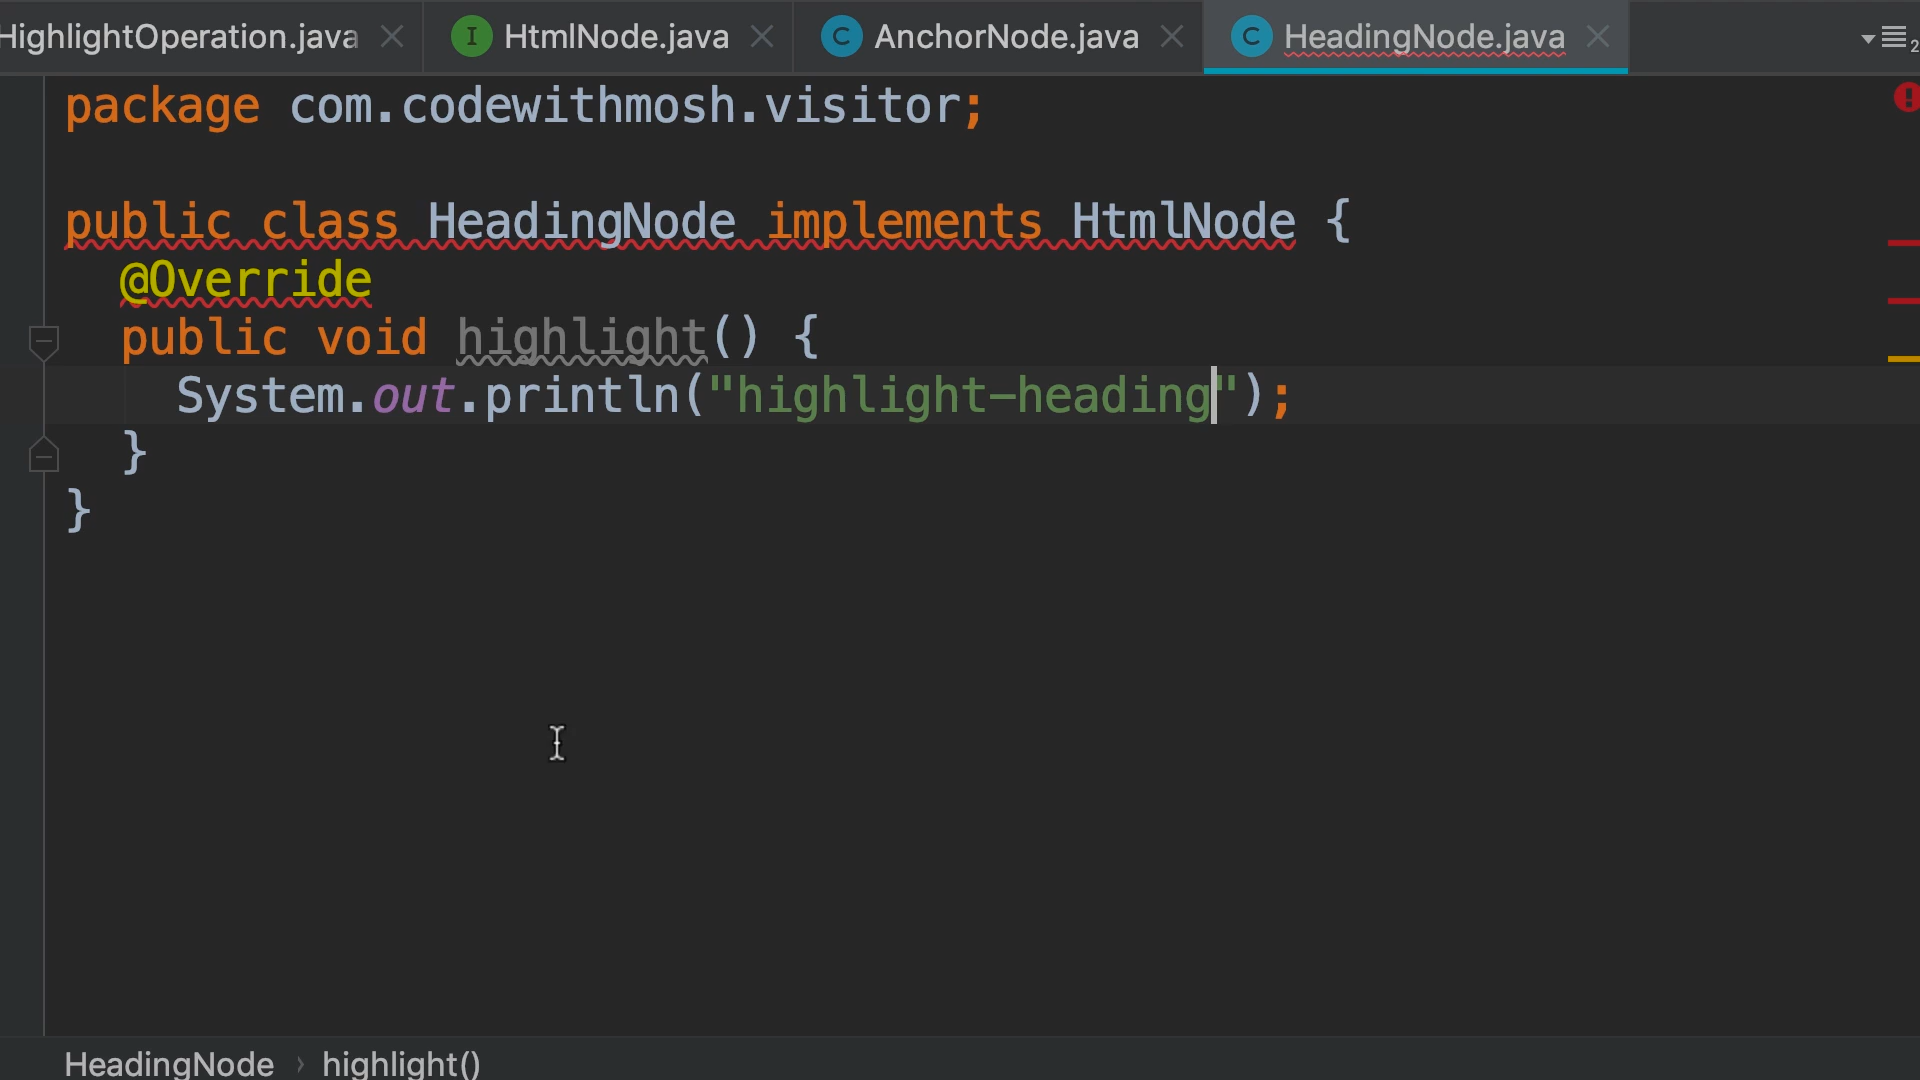 HighlightOperation.java
I HtmlNode.java
C AnchorNode.java
C HeadingNode.java
2
package com.codewithmosh.visitor;
public class HeadingNode implements HtmlNode {
@Override
public void highlight() {
System.out.println("highlight-heading");
}
}
HeadingNode › highlight()